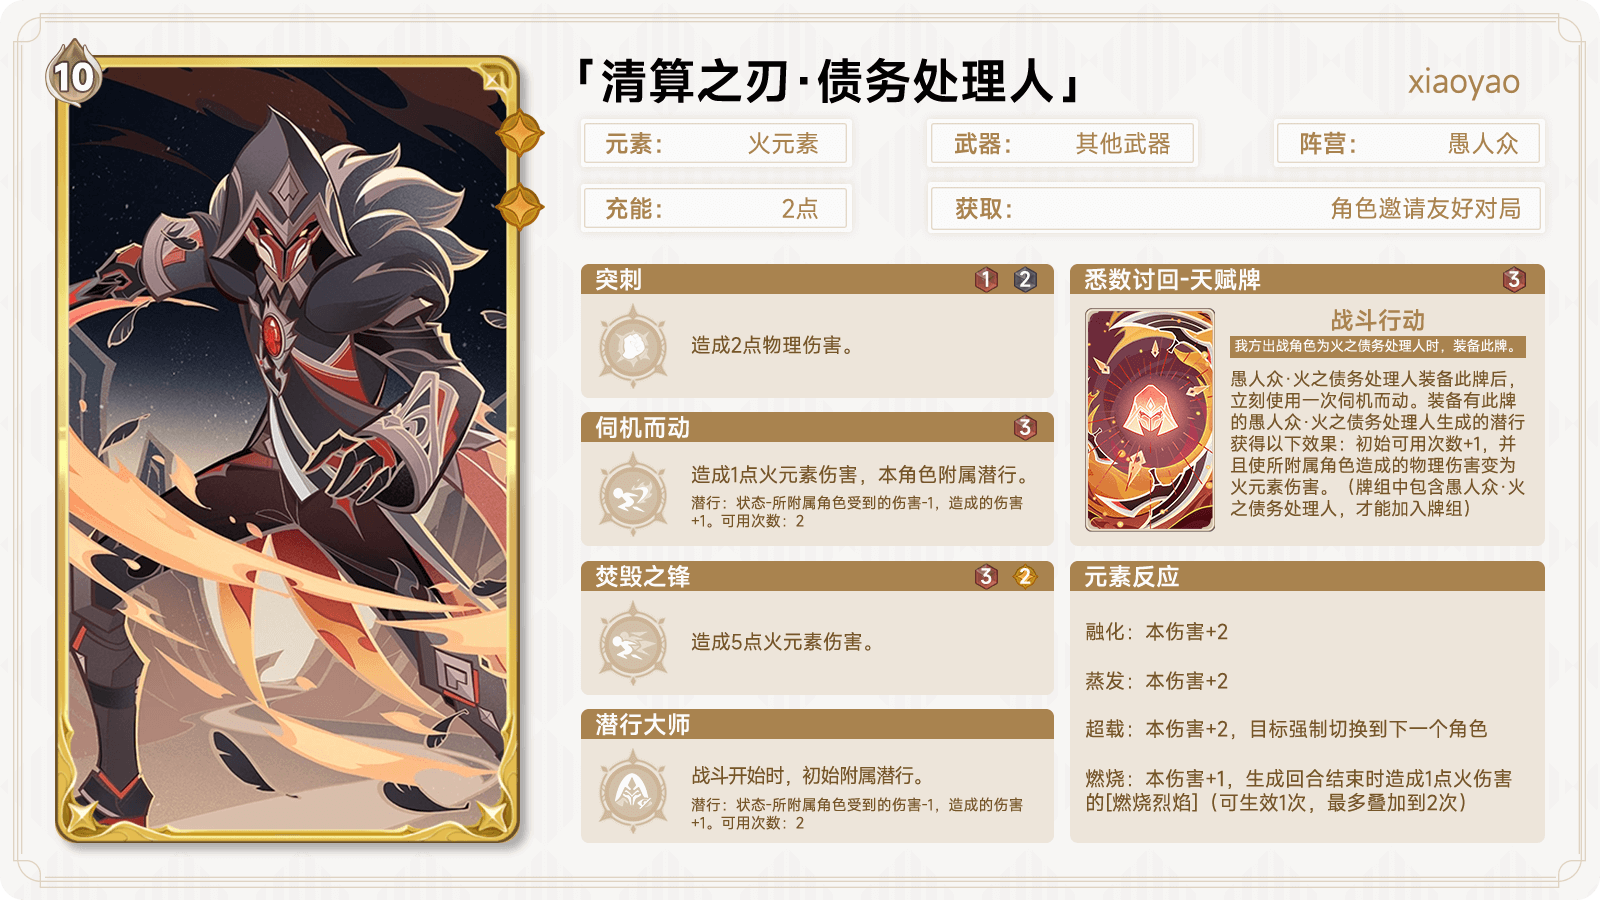 10
「清算之刃·债务处理人」
xiaoyao
元素： 火元素
武器： 其他武器
阵营： 愚人众
充能： 2点
获取： 角色邀请友好对局
突刺 1 2
造成2点物理伤害。
伺机而动 3
造成1点火元素伤害，本角色附属潜行。
潜行：状态-所附属角色受到的伤害-1，造成的伤害
+1。可用次数：2
焚毁之锋 3 2
造成5点火元素伤害。
潜行大师
战斗开始时，初始附属潜行。
潜行：状态-所附属角色受到的伤害-1，造成的伤害
+1。可用次数：2
悉数讨回-天赋牌 3
战斗行动
我方出战角色为火之债务处理人时，装备此牌。
愚人众·火之债务处理人装备此牌后，
立刻使用一次伺机而动。装备有此牌
的愚人众·火之债务处理人生成的潜行
获得以下效果：初始可用次数+1，并
且使所附属角色造成的物理伤害变为
火元素伤害。（牌组中包含愚人众·火
之债务处理人，才能加入牌组）
元素反应
融化：本伤害+2
蒸发：本伤害+2
超载：本伤害+2，目标强制切换到下一个角色
燃烧：本伤害+1，生成回合结束时造成1点火伤害
的[燃烧烈焰]（可生效1次，最多叠加到2次）